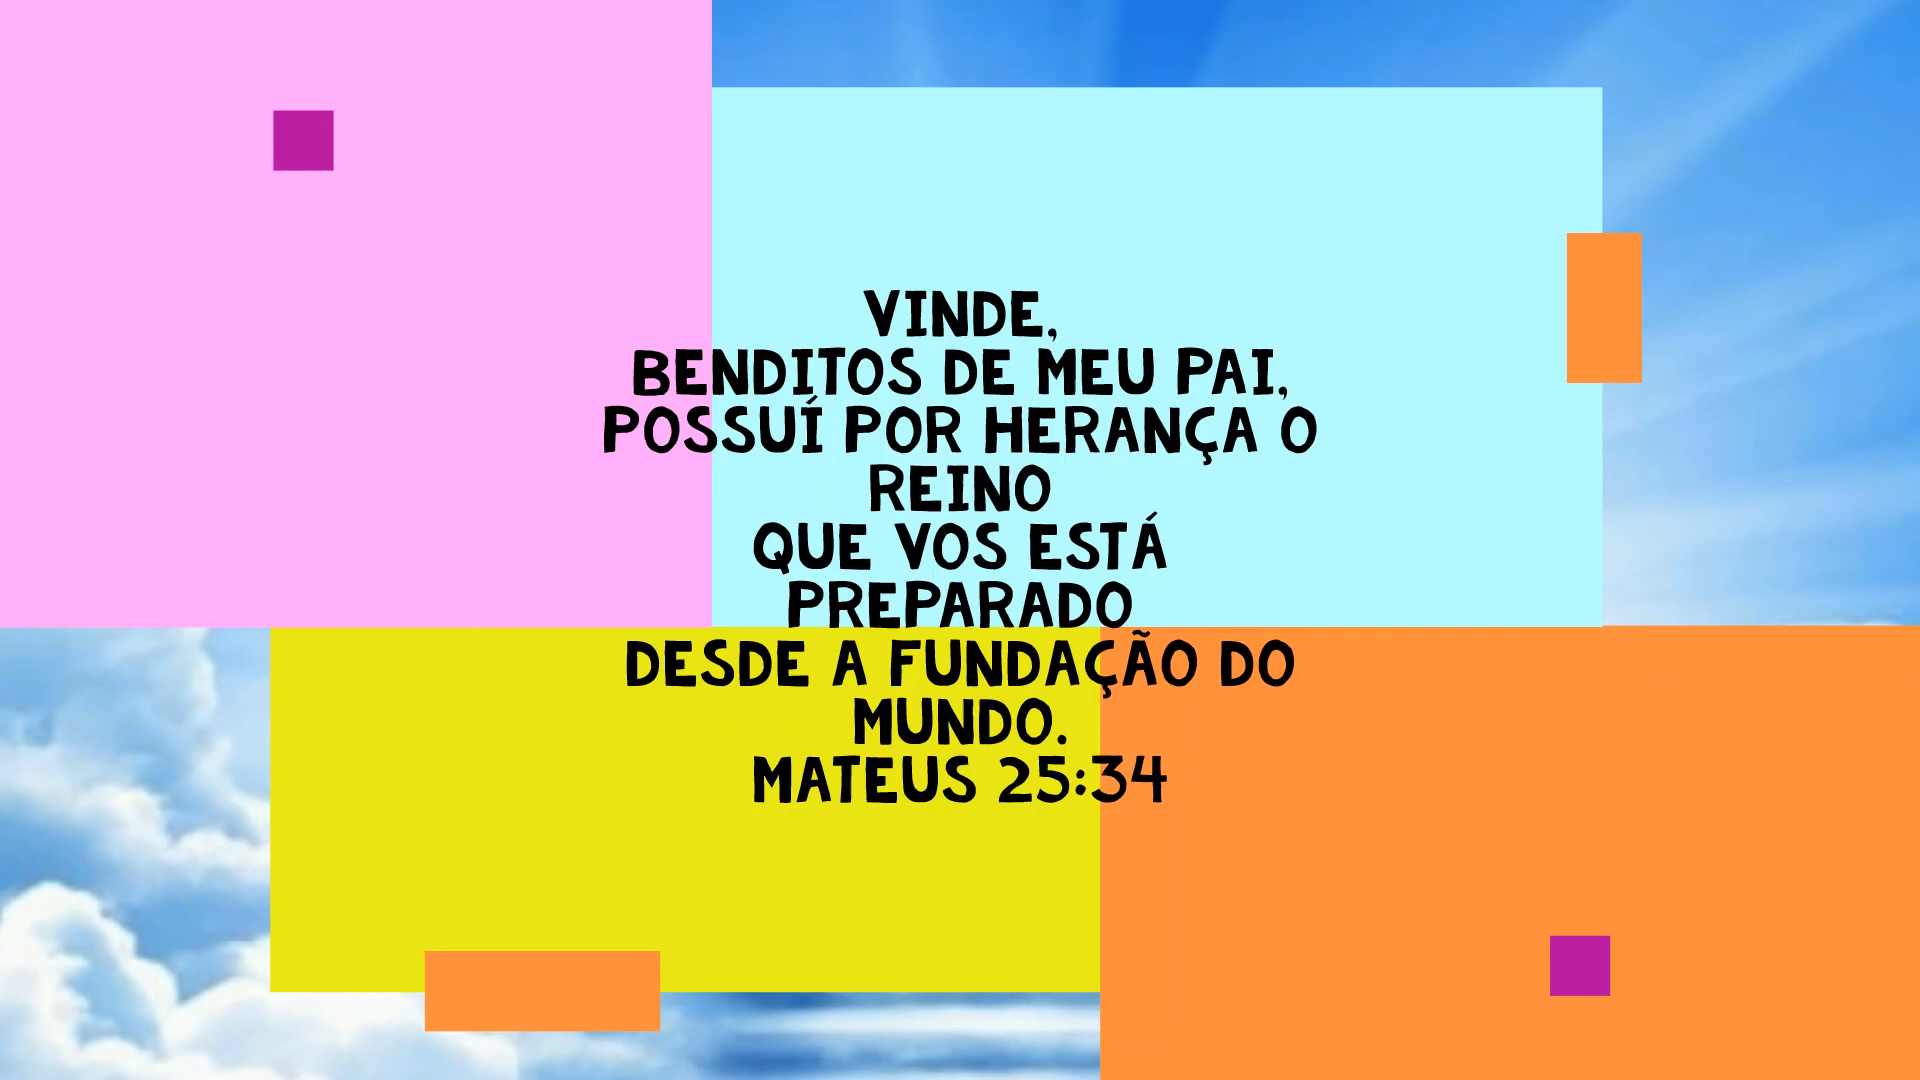 VINDE,
BENDITOS DE MEU PAI,
POSSUÍ POR HERANÇA O
REINO
QUE VOS ESTÁ
PREPARADO
DESDE A FUNDAÇÃO DO
MUNDO.
MATEUS 25:34